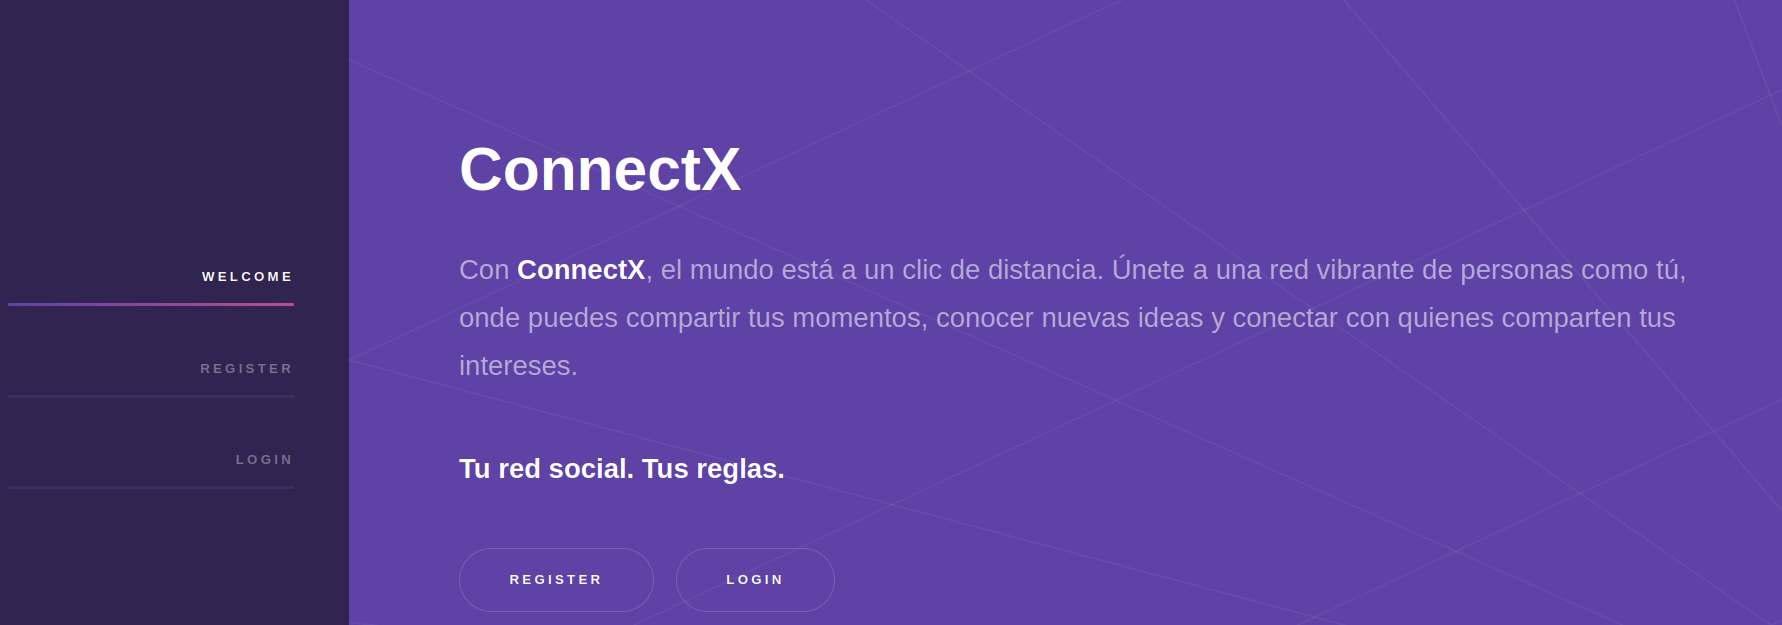 WELCOME
REGISTER
LOGIN
ConnectX
Con ConnectX, el mundo está a un clic de distancia. Únete a una red vibrante de personas como tú,
onde puedes compartir tus momentos, conocer nuevas ideas y conectar con quienes comparten tus
intereses.
Tu red social. Tus reglas.
REGISTER
LOGIN